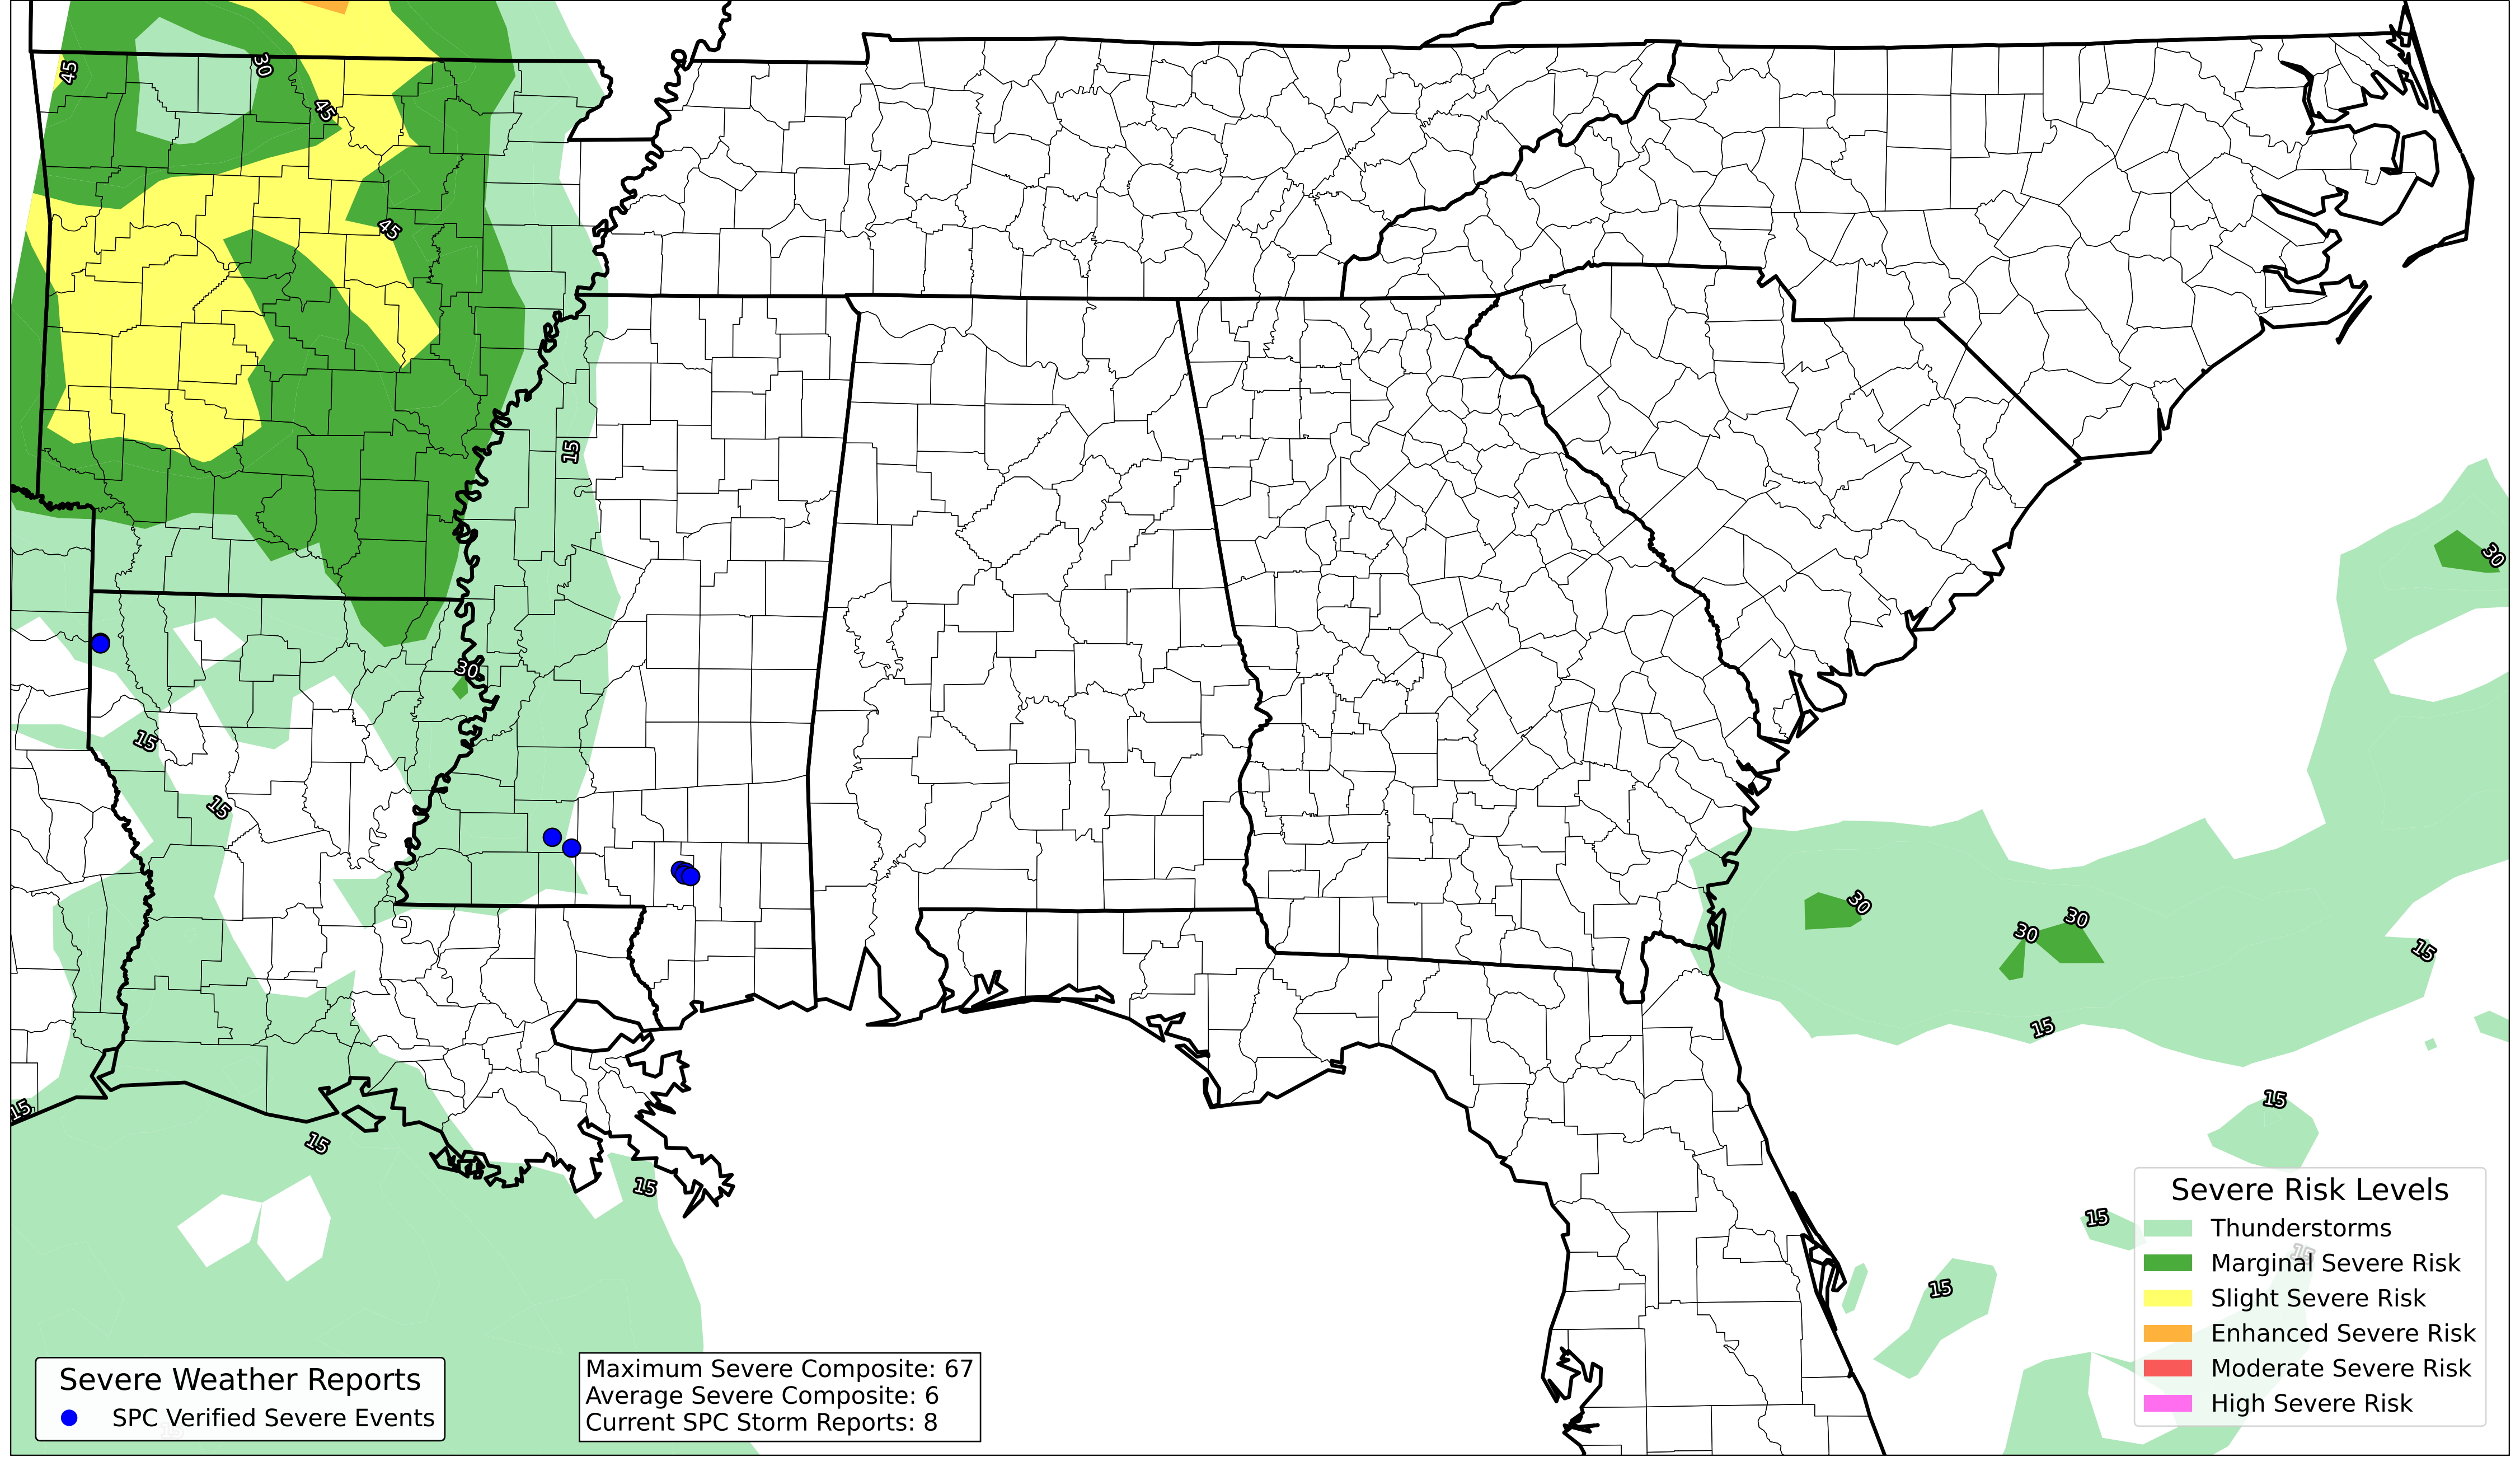 45
30
45
45
15
30
30
15
15
30
30
30
15
15
15
15
15
15
15
15
15
Severe Risk Levels
Thunderstorms
Marginal Severe Risk
Slight Severe Risk
Enhanced Severe Risk
Moderate Severe Risk
High Severe Risk
Severe Weather Reports
SPC Verified Severe Events
Maximum Severe Composite: 67
Average Severe Composite: 6
Current SPC Storm Reports: 8